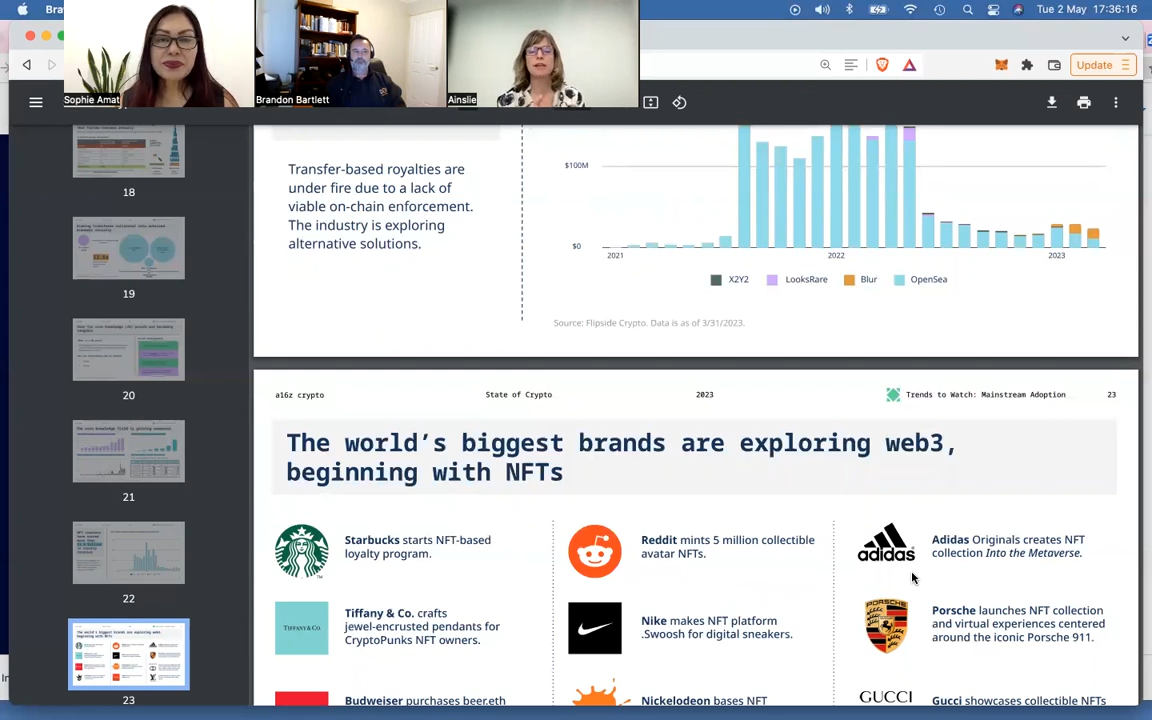 Bra
Tue 2 May 17:36:16
Update
Sophie Amat
Brandon Bartlett
Ainslie
18
19
20
21
22
23
Transfer-based royalties are
under fire due to a lack of
viable on-chain enforcement.
The industry is exploring
alternative solutions.
$100M
$0
2021
2022
2023
X2Y2
LooksRare
Blur
OpenSea
Source: Flipside Crypto. Data is as of 3/31/2023.
a16z crypto
State of Crypto
2023
Trends to Watch: Mainstream Adoption
23
The world's biggest brands are exploring web3,
beginning with NFTs
Starbucks starts NFT-based
loyalty program.
Reddit mints 5 million collectible
avatar NFTs.
adidas
Adidas Originals creates NFT
collection Into the Metaverse.
TIFFANY & CO.
Tiffany & Co. crafts
jewel-encrusted pendants for
CryptoPunks NFT owners.
Nike makes NFT platform
.Swoosh for digital sneakers.
PORSCHE
Porsche launches NFT collection
and virtual experiences centered
around the iconic Porsche 911.
Budweiser purchases beer.eth
Nickelodeon bases NFT
GUCCI
Gucci showcases collectible NFTs